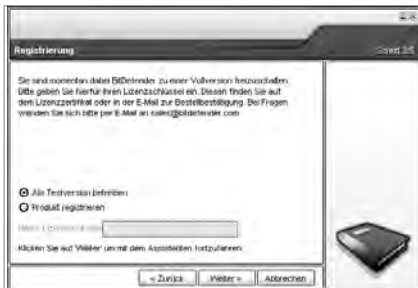 Registrierung
Schritt 2/5
Sie sind momentan dabei BitDefender zu einer Vollversion freizuschalten.
Bitte geben Sie hierfür Ihren Lizenzschlüssel ein. Diesen finden Sie auf
dem Lizenzzertifikat oder in der E-Mail zur Bestellbestätigung. Bei Fragen
wenden Sie sich bitte per E-Mail an sales@bitdefender.com
Als Testversion betreiben
Produkt registrieren
Klicken Sie auf 'Weiter' um mit dem Assistenten fortzufahren.
< Zurück
Weiter >
Abbrechen